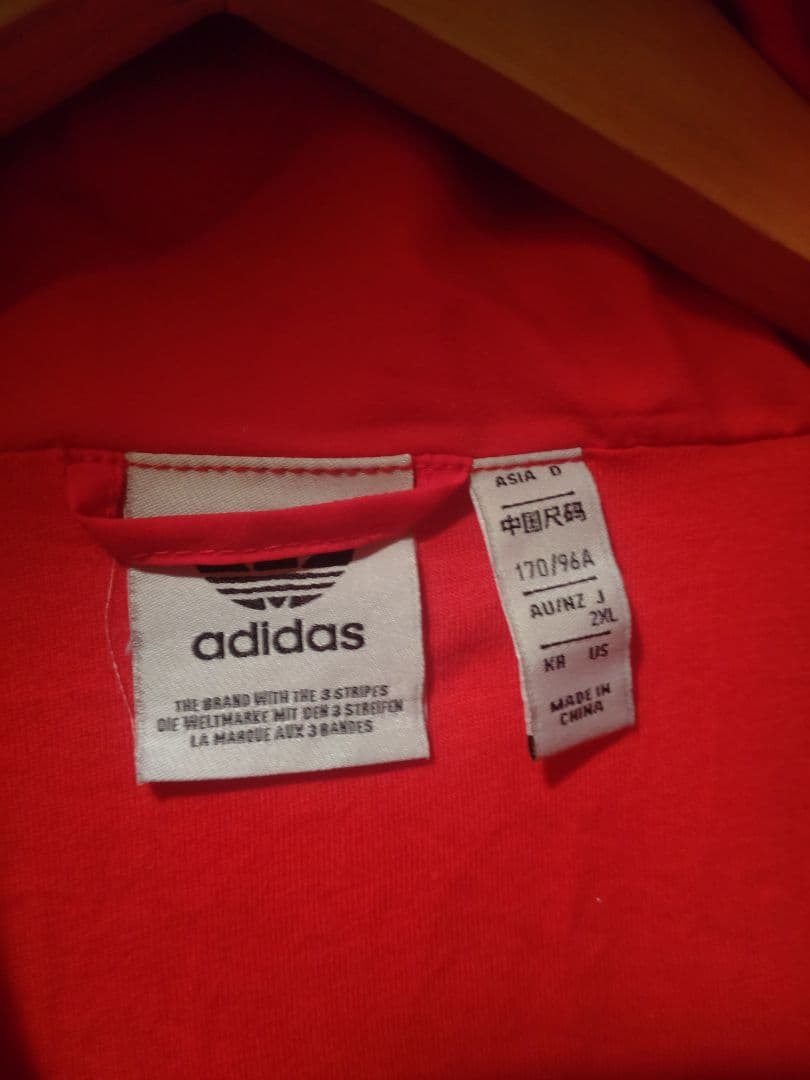 adidas
THE BRAND WITH THE 3 STRIPES
DIE WELTMARKE MIT DEN 3 STREIFEN
LA MARQUE AUX 3 BANDES
ASIA D
中国尺码
170/96A
AU/NZ J
2XL
KR US
MADE IN
CHINA